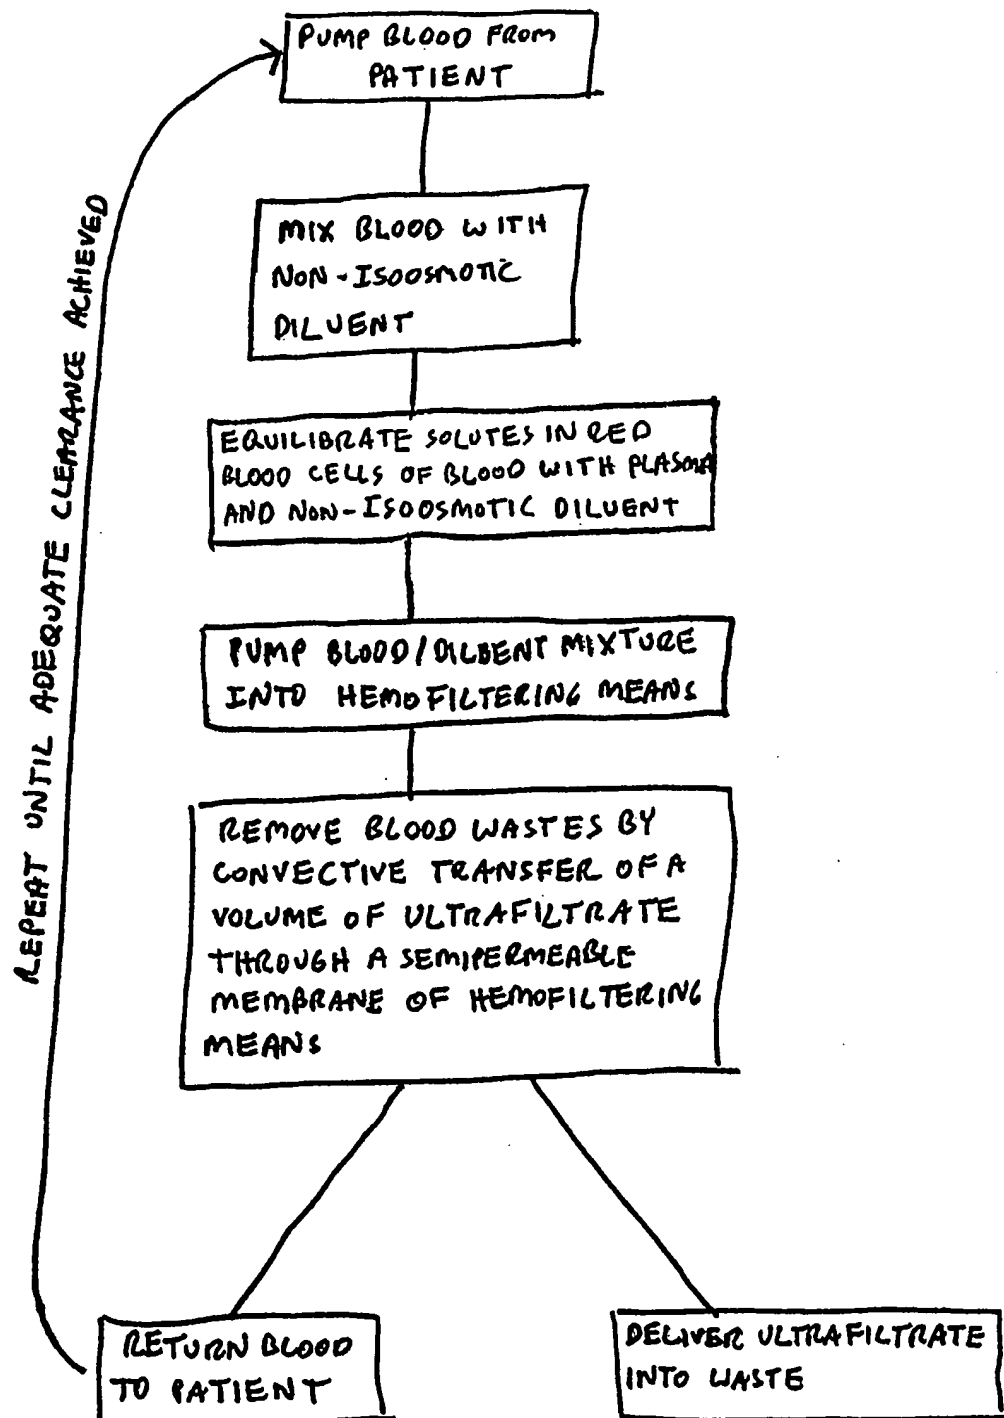 PUMP BLOOD FROM
PATIENT
MIX BLOOD WITH
NON-ISOOSMOTIC
DILUENT
EQUILIBRATE SOLUTES IN RED
BLOOD CELLS OF BLOOD WITH PLASMA
AND NON-ISOOSMOTIC DILUENT
PUMP BLOOD/DILUENT MIXTURE
INTO HEMOFILTERING MEANS
REMOVE BLOOD WASTES BY
CONVECTIVE TRANSFER OF A
VOLUME OF ULTRAFILTRATE
THROUGH A SEMIPERMEABLE
MEMBRANE OF HEMOFILTERING
MEANS
RETURN BLOOD
TO PATIENT
DELIVER ULTRAFILTRATE
INTO WASTE
REPEAT UNTIL ADEQUATE CLEARANCE ACHIEVED